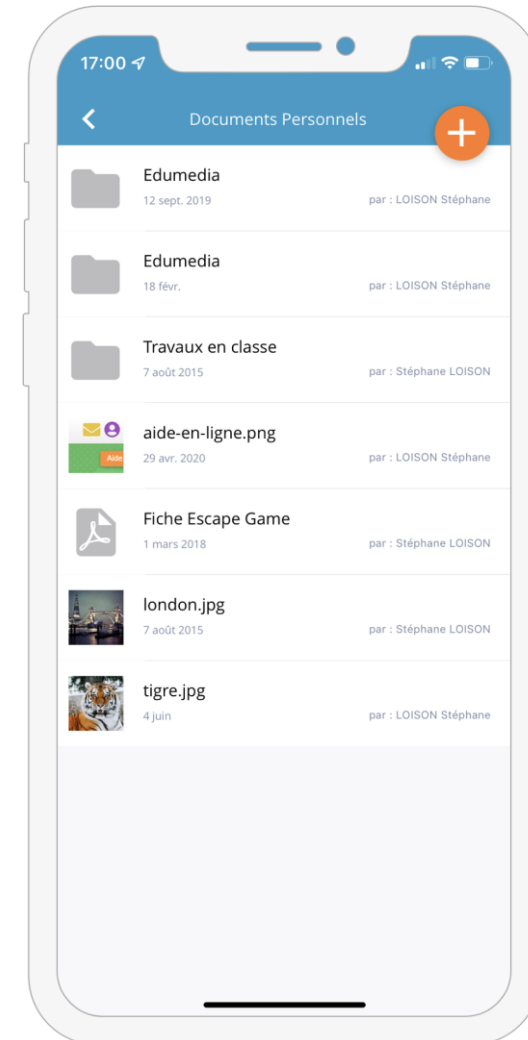 17:00
Documents Personnels
Edumedia
12 sept. 2019
par : LOISON Stéphane
Edumedia
18 févr.
par : LOISON Stéphane
Travaux en classe
7 août 2015
par : Stéphane LOISON
Aide
aide-en-ligne.png
29 avr. 2020
par : LOISON Stéphane
Fiche Escape Game
1 mars 2018
par : Stéphane LOISON
london.jpg
7 août 2015
par : Stéphane LOISON
tigre.jpg
4 juin
par : LOISON Stéphane